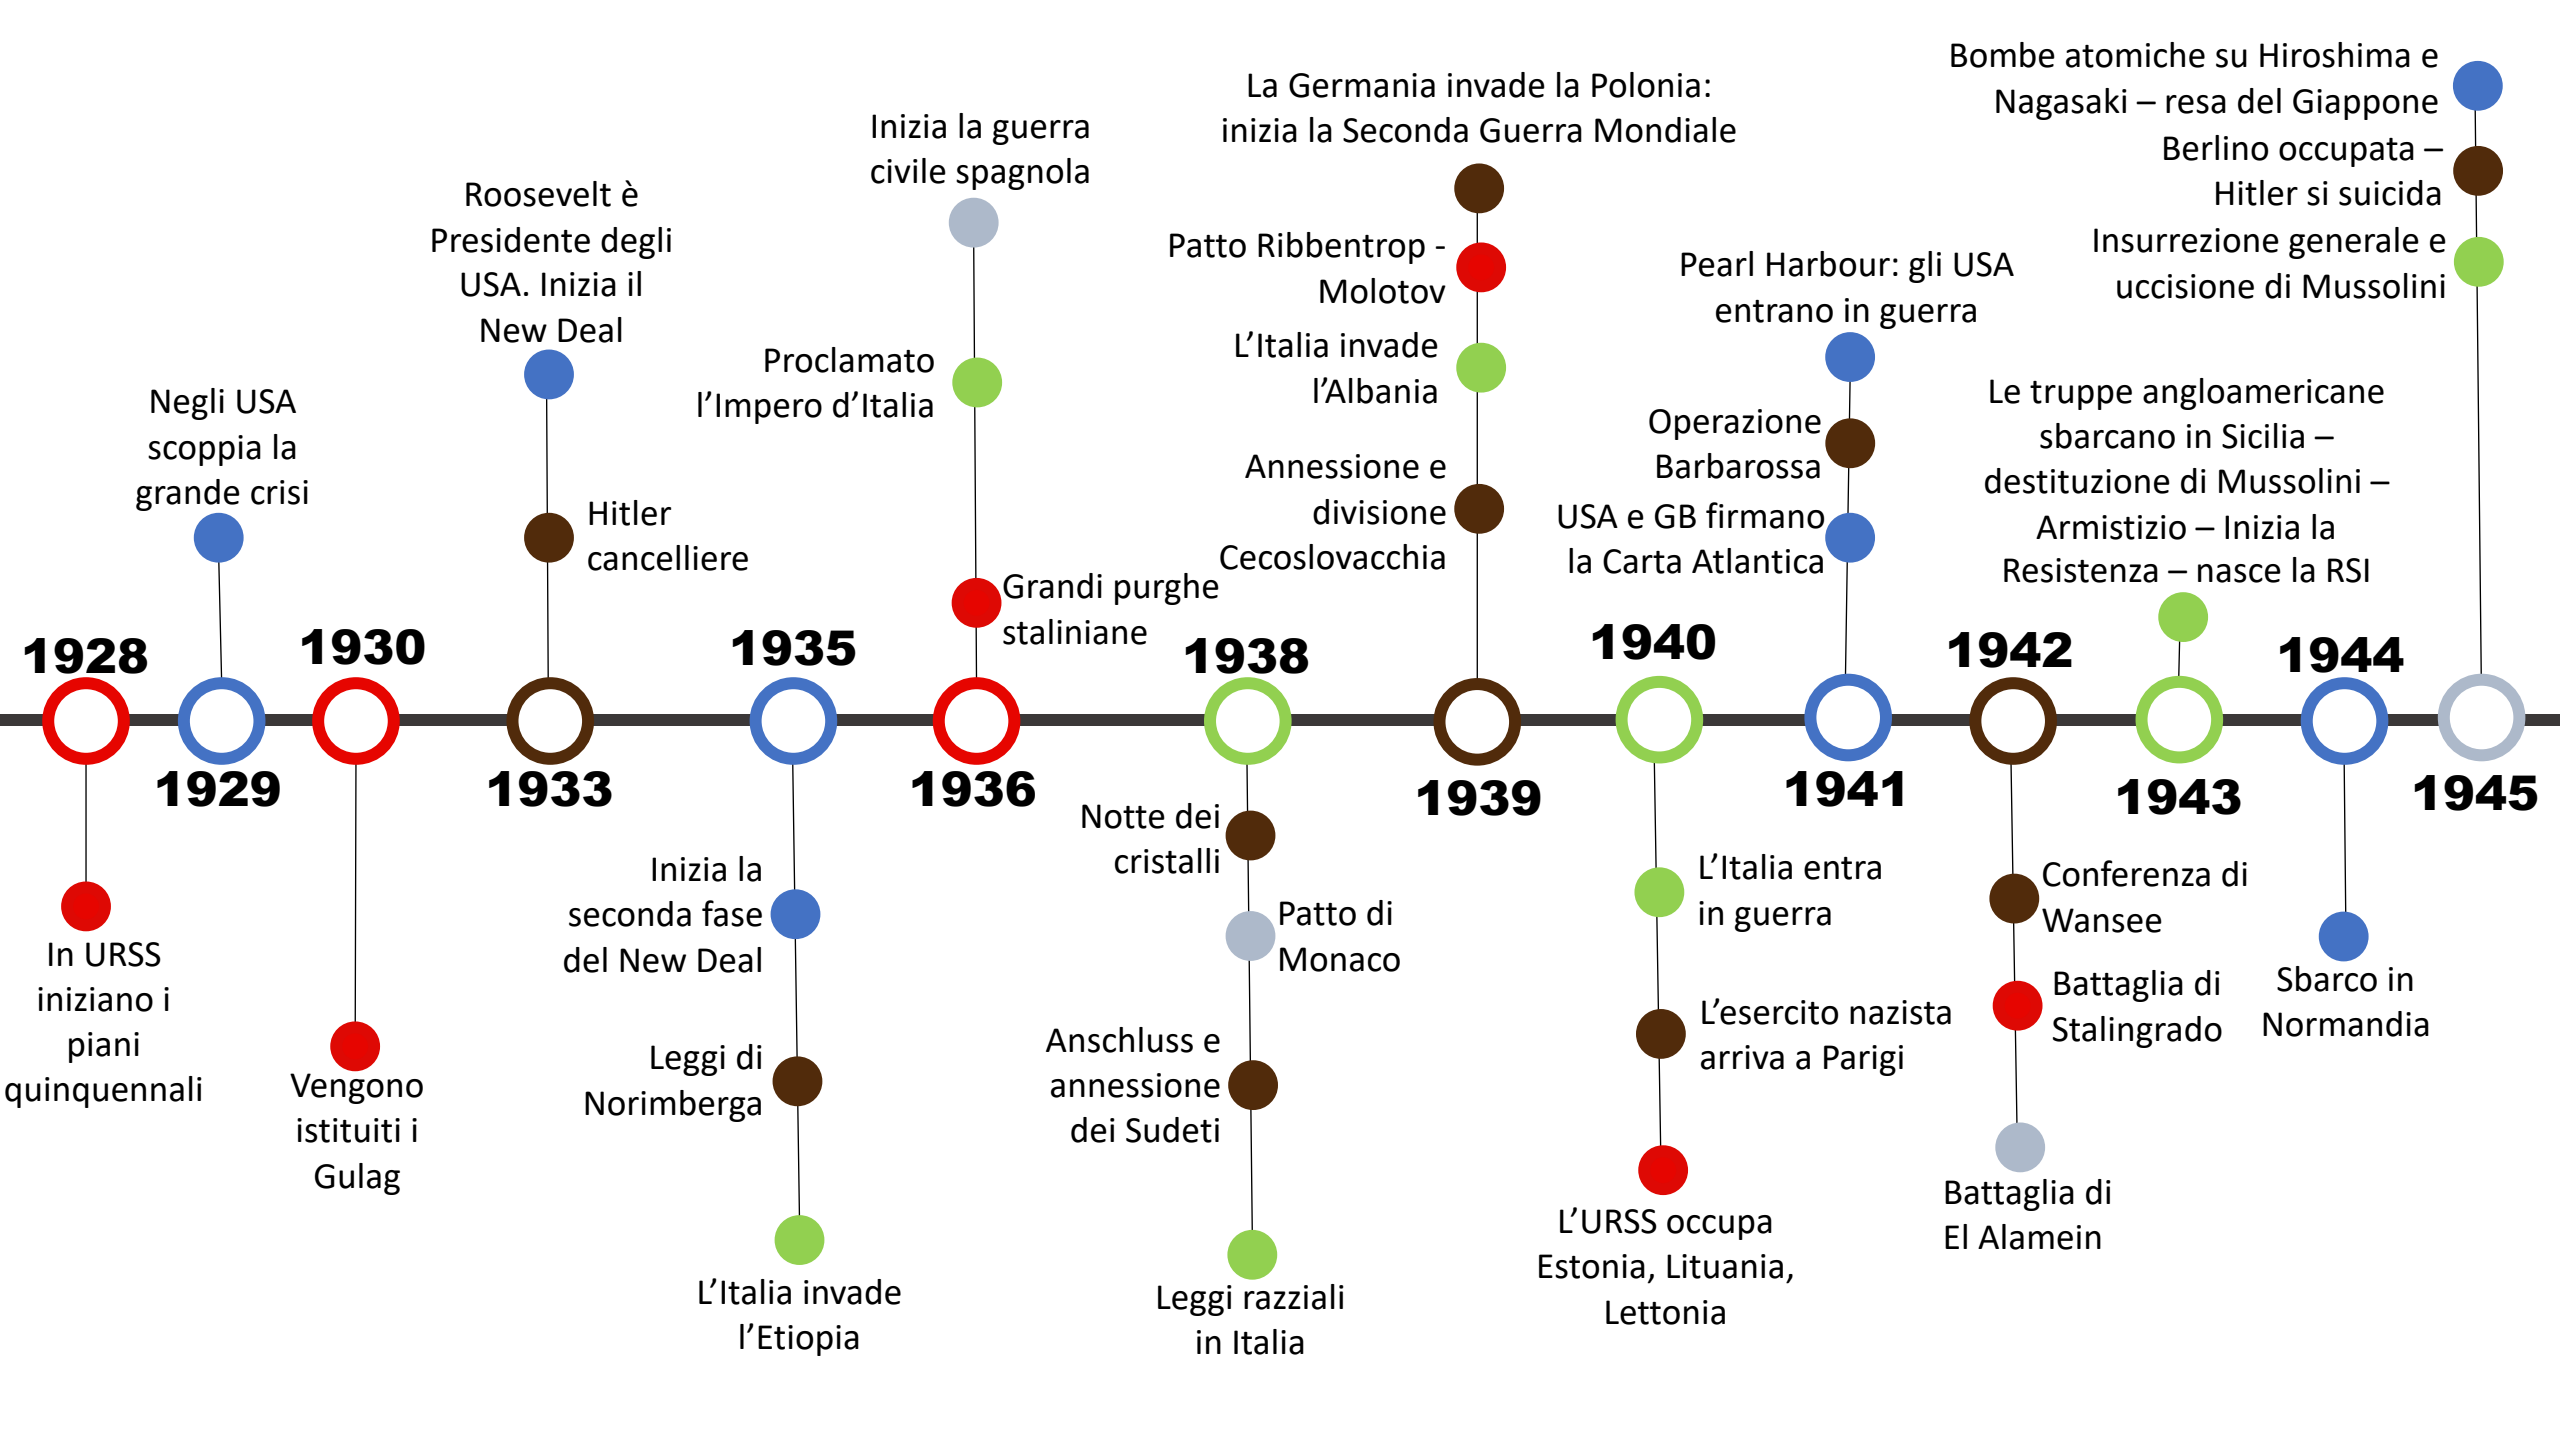 1928
In URSS
iniziano i
piani
quinquennali
Negli USA
scoppia la
grande crisi
1929
1930
Vengono
istituiti i
Gulag
Roosevelt è
Presidente degli
USA. Inizia il
New Deal
Hitler
cancelliere
1933
1935
Inizia la
seconda fase
del New Deal
Leggi di
Norimberga
L’Italia invade
l’Etiopia
Inizia la guerra
civile spagnola
Proclamato
l’Impero d’Italia
Grandi purghe
staliniane
1936
1938
Notte dei
cristalli
Patto di
Monaco
Anschluss e
annessione
dei Sudeti
Leggi razziali
in Italia
La Germania invade la Polonia:
inizia la Seconda Guerra Mondiale
Patto Ribbentrop -
Molotov
L’Italia invade
l’Albania
Annessione e
divisione
Cecoslovacchia
1939
1940
L’Italia entra
in guerra
L’esercito nazista
arriva a Parigi
L’URSS occupa
Estonia, Lituania,
Lettonia
Pearl Harbour: gli USA
entrano in guerra
Operazione
Barbarossa
USA e GB firmano
la Carta Atlantica
1941
1942
Conferenza di
Wansee
Battaglia di
Stalingrado
Battaglia di
El Alamein
Le truppe angloamericane
sbarcano in Sicilia –
destituzione di Mussolini –
Armistizio – Inizia la
Resistenza – nasce la RSI
1943
1944
Sbarco in
Normandia
Bombe atomiche su Hiroshima e
Nagasaki – resa del Giappone
Berlino occupata –
Hitler si suicida
Insurrezione generale e
uccisione di Mussolini
1945